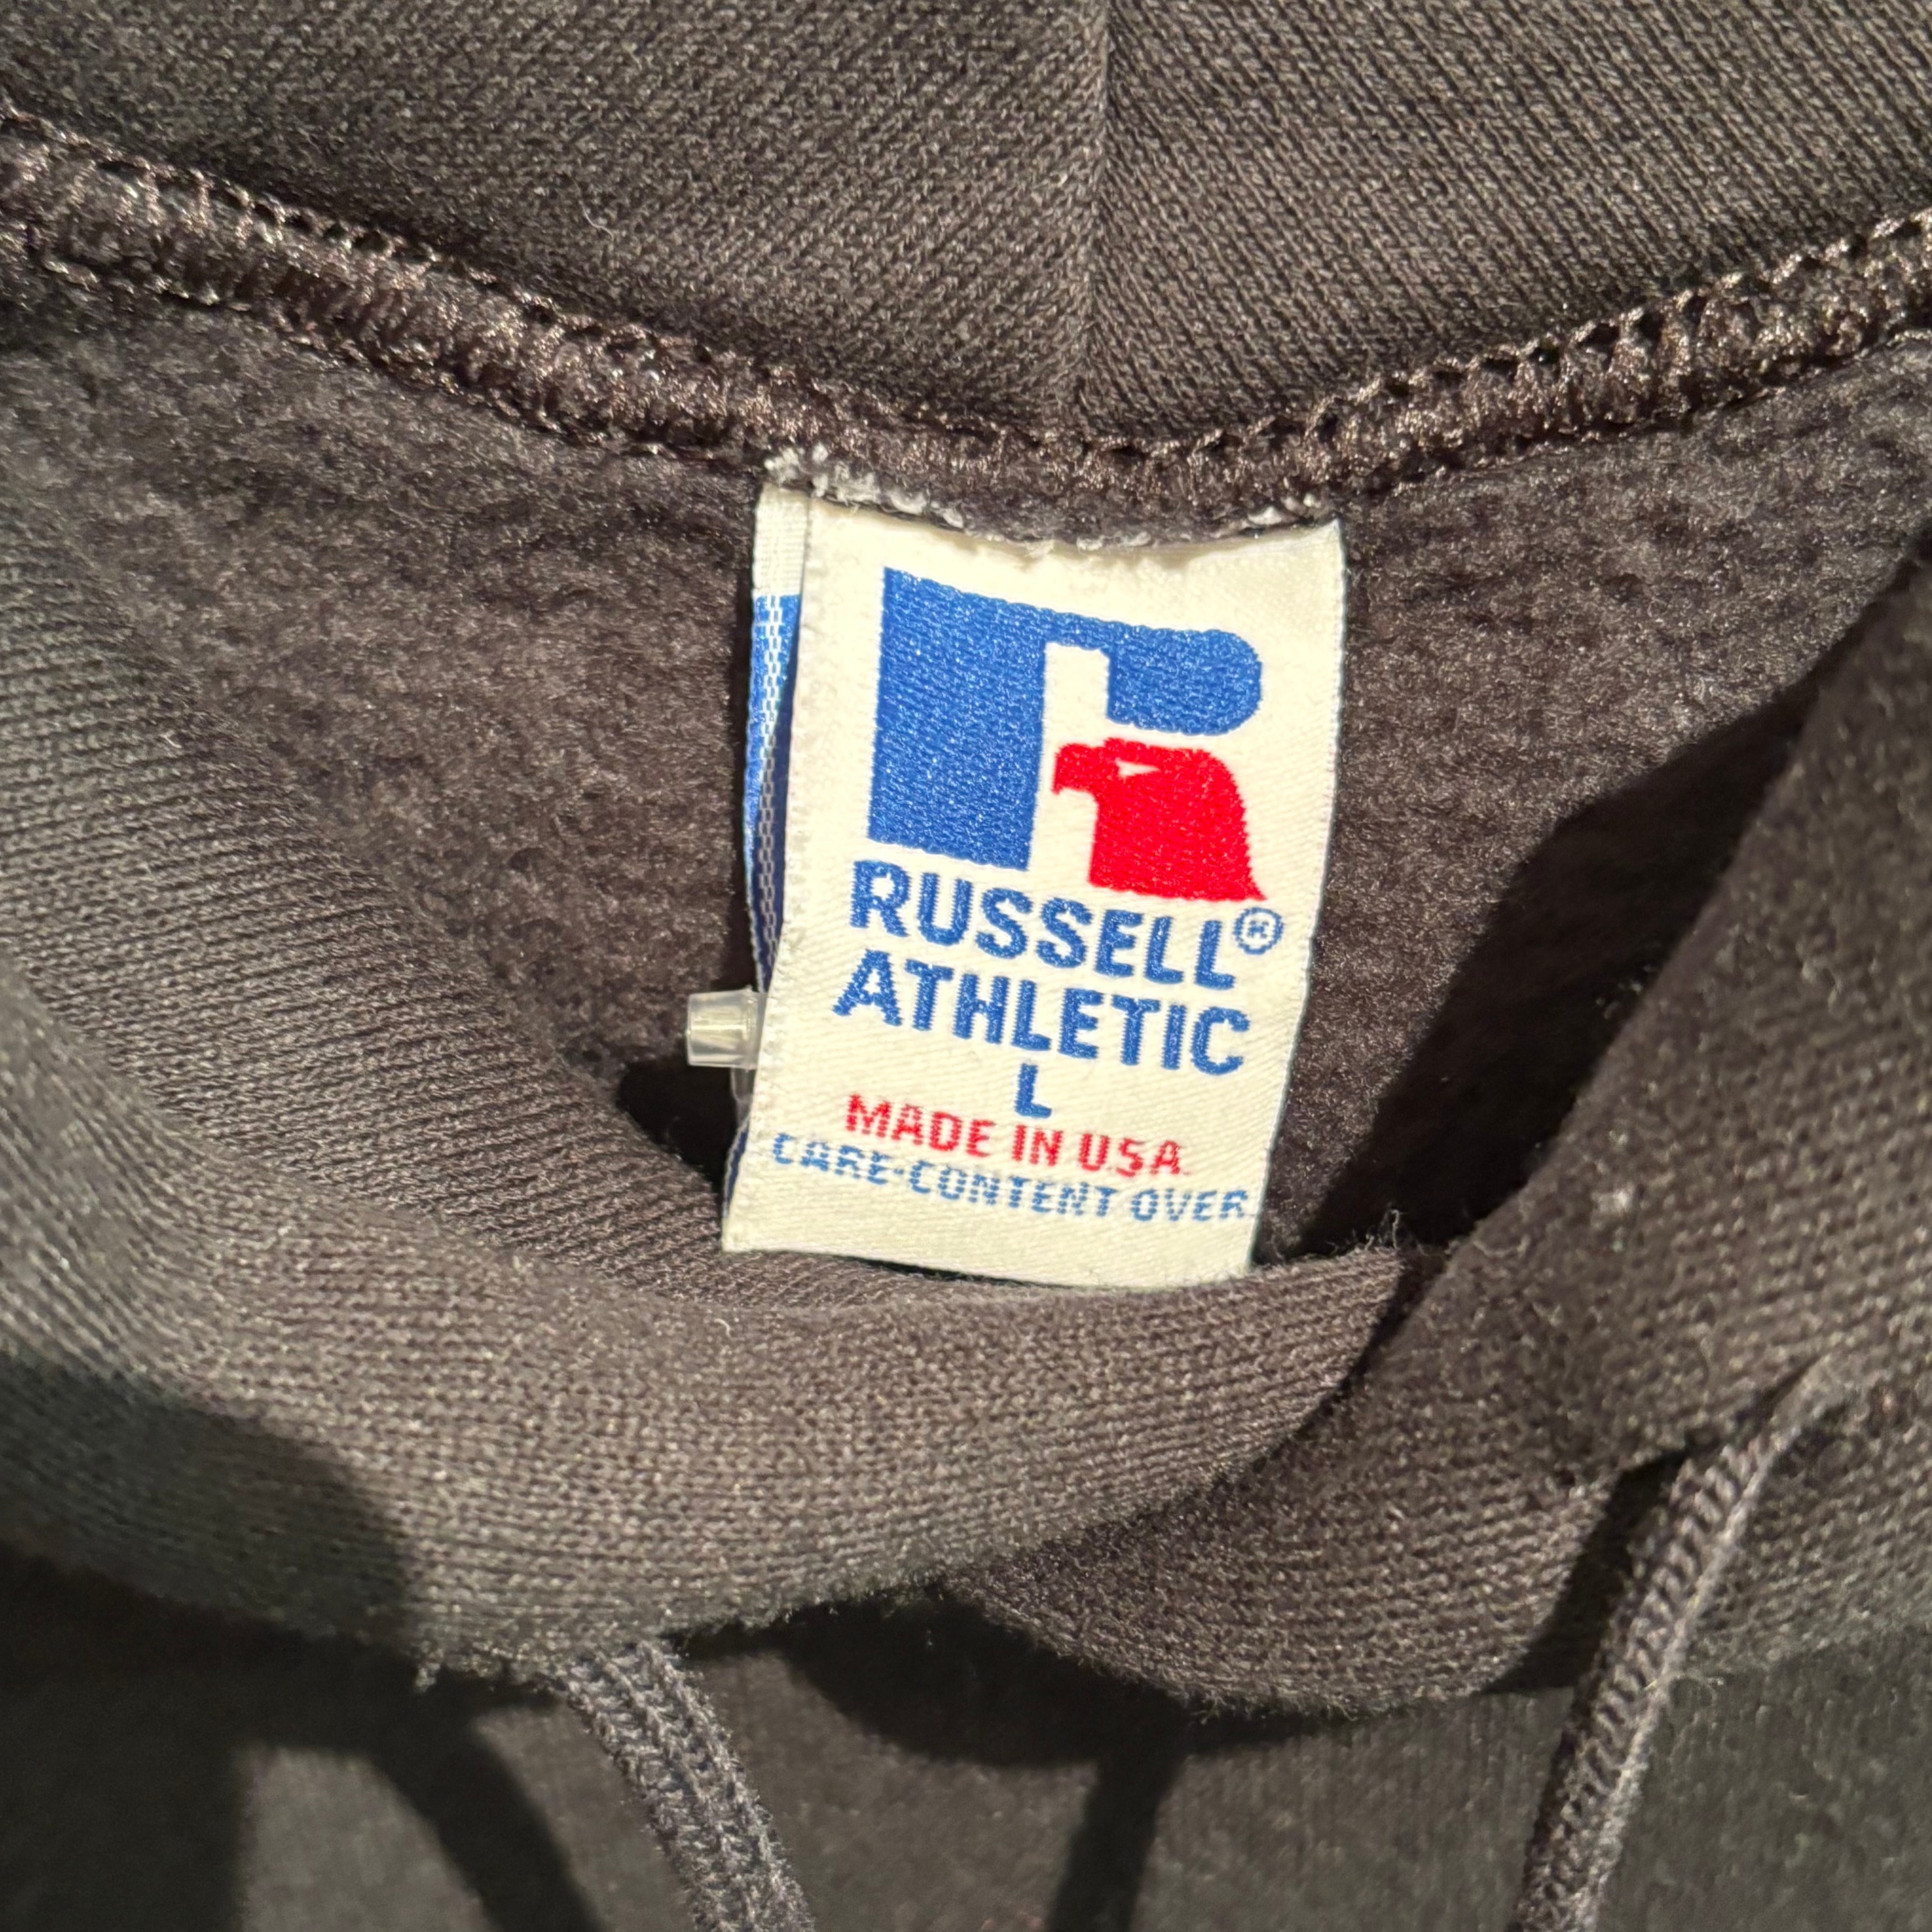 RUSSELL®
ATHLETIC
L
MADE IN U.S.A.
CARE-CONTENT OVER